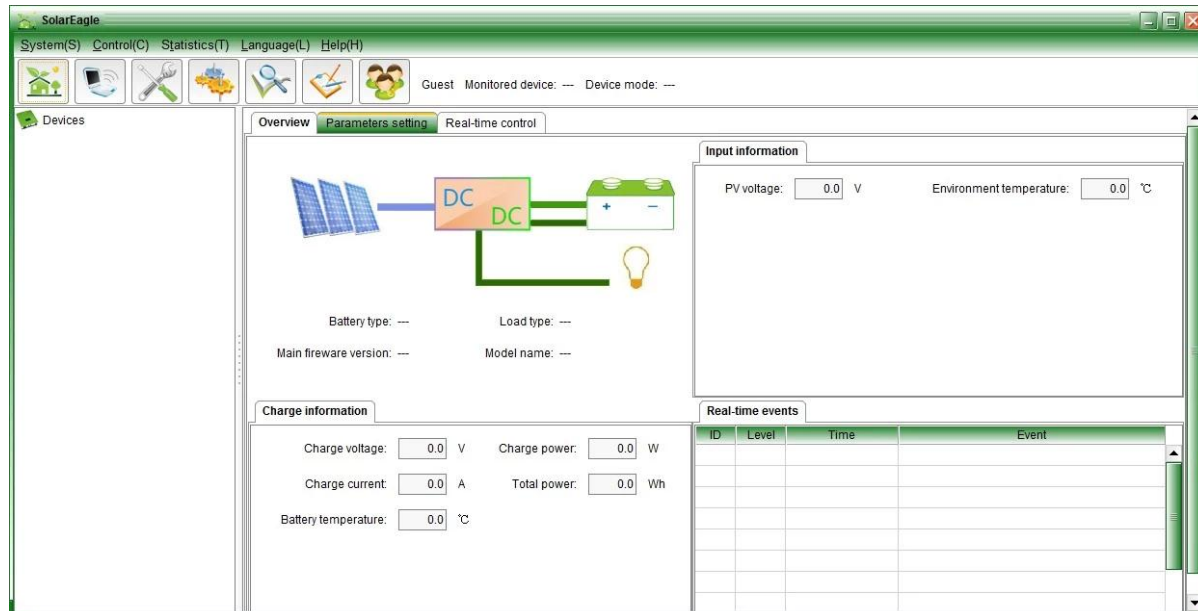 SolarEagle
System(S) Control(C) Statistics(T) Language(L) Help(H)
Guest Monitored device: --- Device mode: ---
Devices
Overview Parameters setting Real-time control
DC
DC
+ −
Battery type: --- Load type: ---
Main fireware version: --- Model name: ---
Input information
PV voltage: 0.0 V Environment temperature: 0.0 ℃
Charge information
Charge voltage: 0.0 V Charge power: 0.0 W
Charge current: 0.0 A Total power: 0.0 Wh
Battery temperature: 0.0 ℃
Real-time events
ID Level Time Event